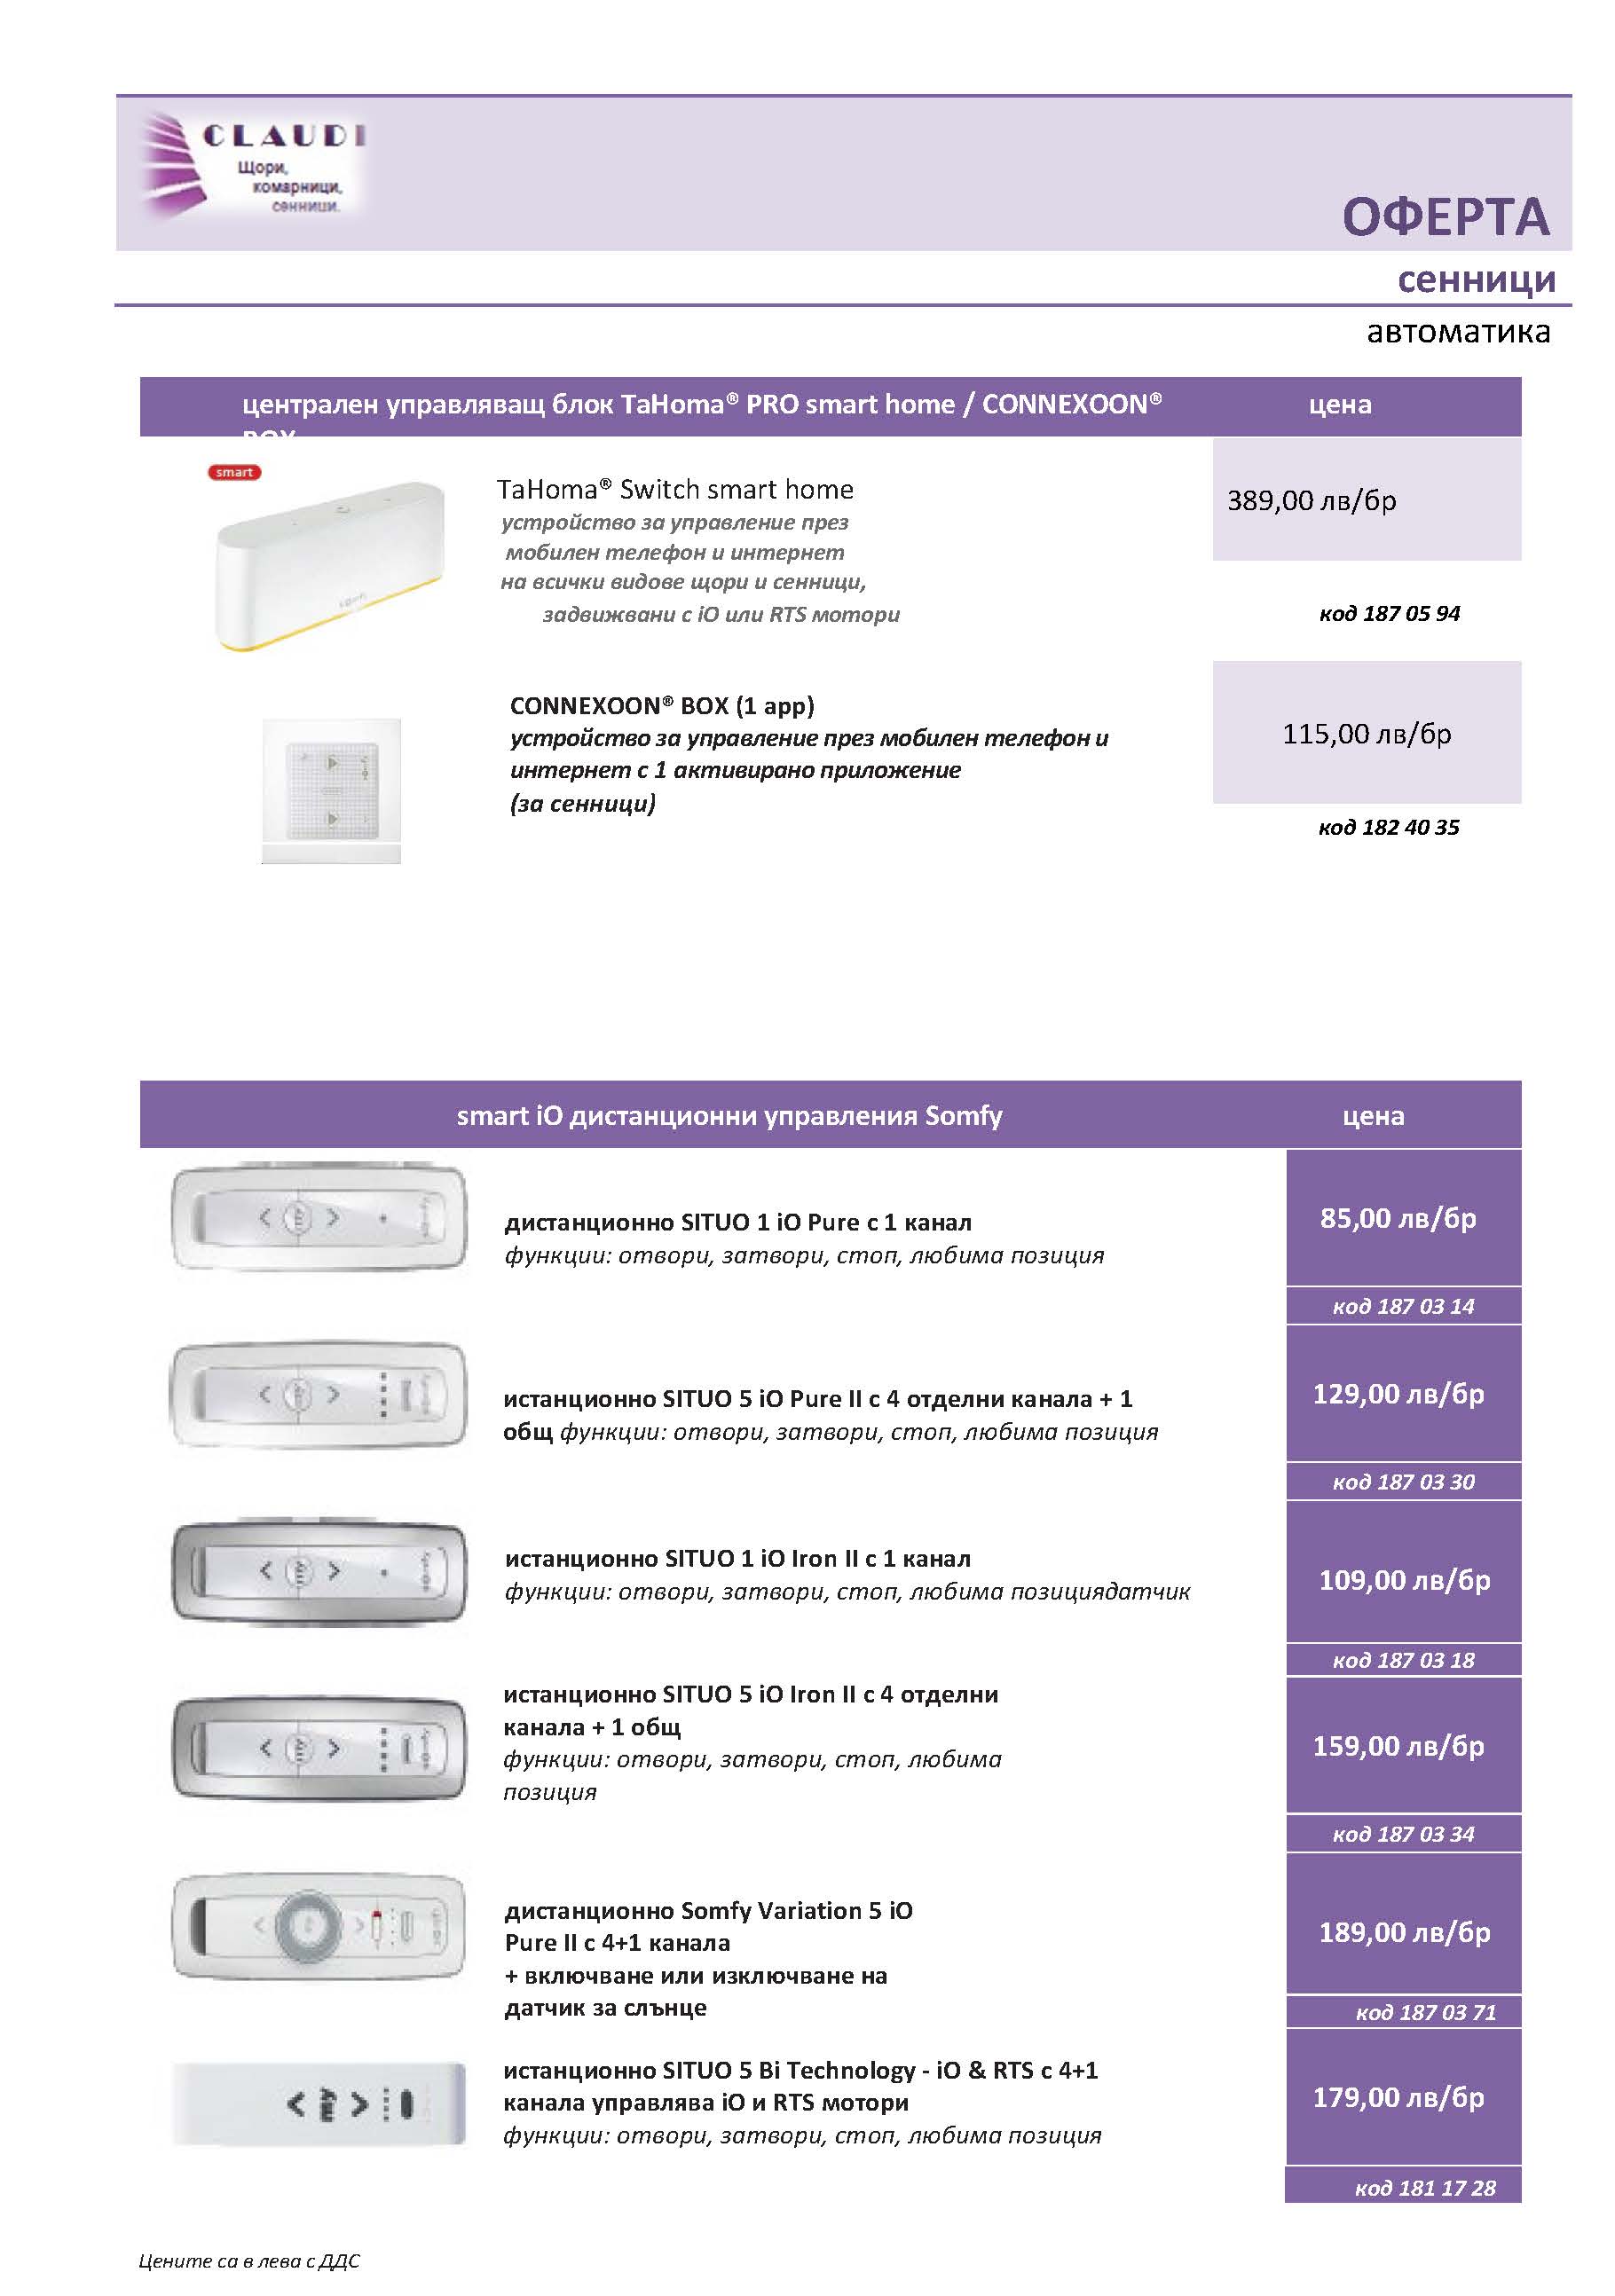 CLAUDI
Щори,
комарници,
сенници.
ОФЕРТА
сенници
автоматика
централен управляващ блок TaHoma® PRO smart home / CONNEXOON® цена
BOX
smart
TaHoma® Switch smart home
устройство за управление през
мобилен телефон и интернет
на всички видове щори и сенници,
задвижвани с iO или RTS мотори
389,00 лв/бр
код 187 05 94
CONNEXOON® BOX (1 app)
устройство за управление през мобилен телефон и
интернет с 1 активирано приложение
(за сенници)
115,00 лв/бр
код 182 40 35
smart iO дистанционни управления Somfy цена
дистанционно SITUO 1 iO Pure с 1 канал
функции: отвори, затвори, стоп, любима позиция
85,00 лв/бр
код 187 03 14
истанционно SITUO 5 iO Pure II с 4 отделни канала + 1
общ функции: отвори, затвори, стоп, любима позиция
129,00 лв/бр
код 187 03 30
истанционно SITUO 1 iO Iron II с 1 канал
функции: отвори, затвори, стоп, любима позициядатчик
109,00 лв/бр
код 187 03 18
истанционно SITUO 5 iO Iron II с 4 отделни
канала + 1 общ
функции: отвори, затвори, стоп, любима
позиция
159,00 лв/бр
код 187 03 34
дистанционно Somfy Variation 5 iO
Pure II с 4+1 канала
+ включване или изключване на
датчик за слънце
189,00 лв/бр
код 187 03 71
истанционно SITUO 5 Bi Technology - iO & RTS с 4+1
канала управлява iO и RTS мотори
функции: отвори, затвори, стоп, любима позиция
179,00 лв/бр
код 181 17 28
Цените са в лева с ДДС